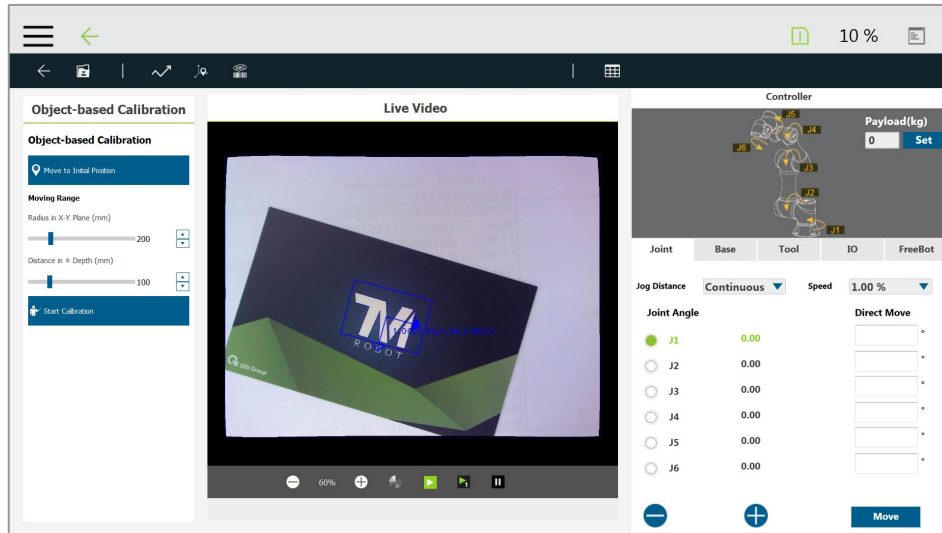 10 %
Object-based Calibration
Object-based Calibration
Move to Initial Position
Moving Range
Radius in X-Y Plane (mm)
200
Distance in ± Depth (mm)
100
Start Calibration
Live Video
TM
ROBOT
QSI Group
60%
Controller
J5
J4
J6
J3
J2
J1
Payload(kg)
0 Set
Joint Base Tool IO FreeBot
Jog Distance Continuous Speed 1.00 %
Joint Angle Direct Move
J1 0.00 °
J2 0.00 °
J3 0.00 °
J4 0.00 °
J5 0.00 °
J6 0.00 °
Move